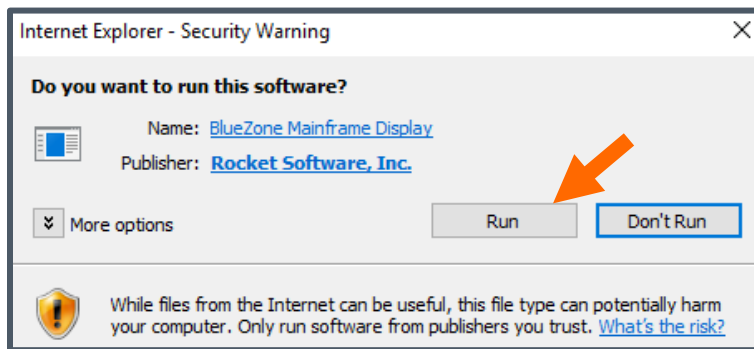 Internet Explorer - Security Warning
Do you want to run this software?
Name: BlueZone Mainframe Display
Publisher: Rocket Software, Inc.
More options
Run
Don't Run
While files from the Internet can be useful, this file type can potentially harm
your computer. Only run software from publishers you trust. What's the risk?